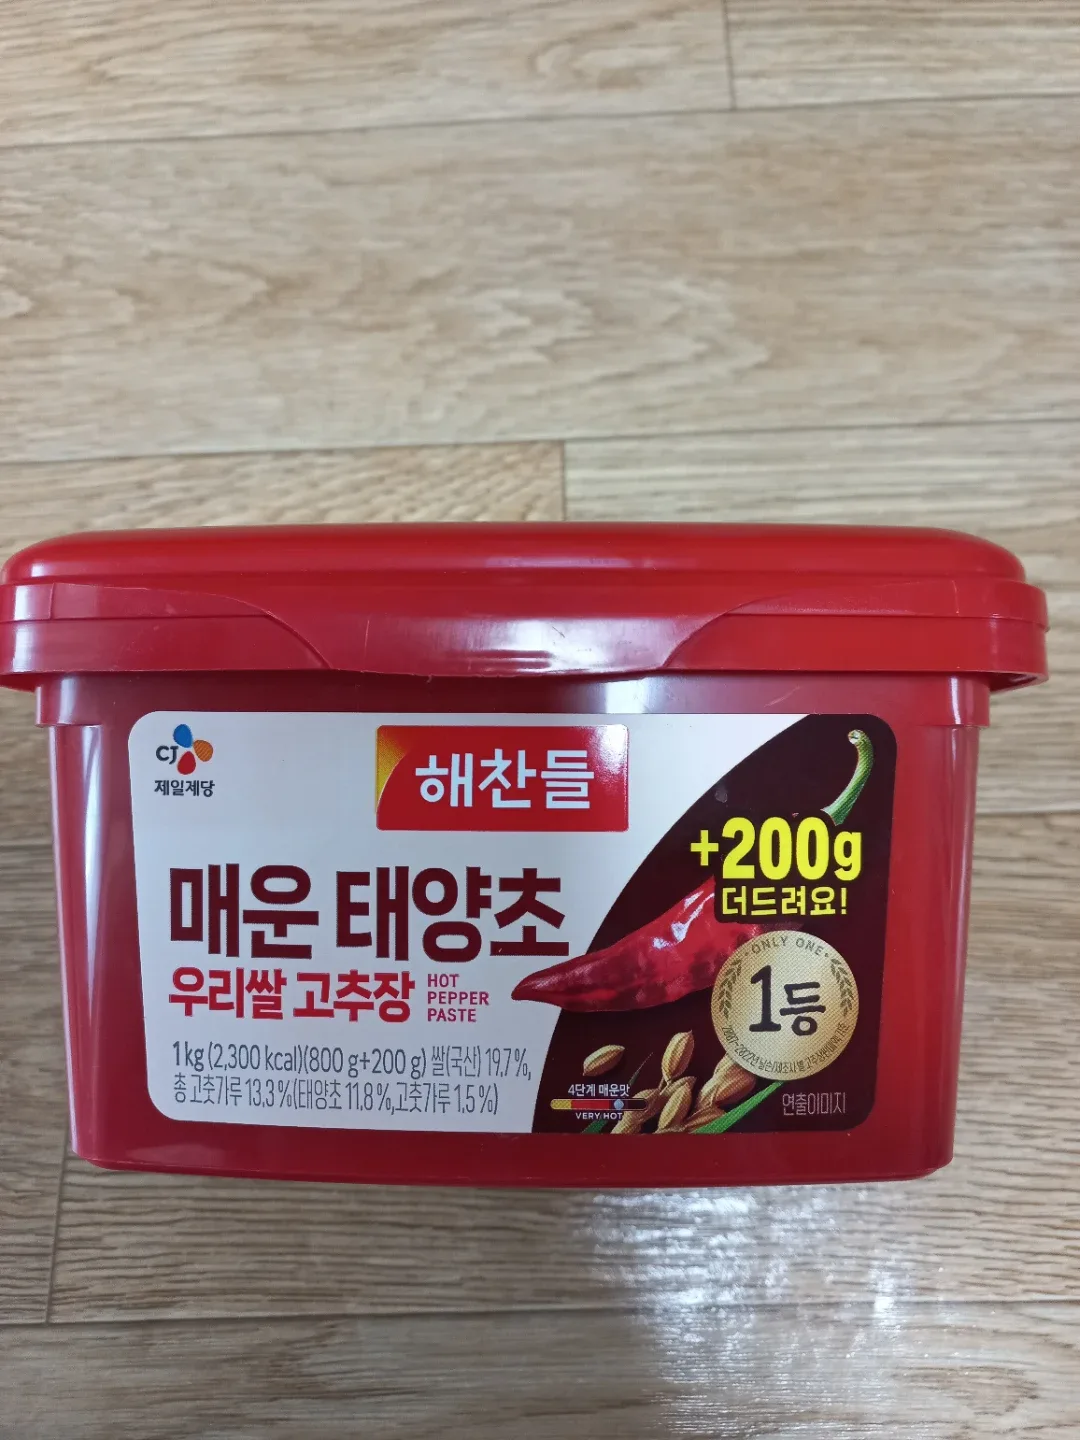 CJ
제일제당
해찬들
매운 태양초
우리쌀 고추장
HOT
PEPPER
PASTE
1 kg (2,300 kcal)(800 g+200 g) 쌀(국산) 19.7 %,
총 고춧가루 13.3 %(태양초 11.8 %,고춧가루 1.5 %)
+200g
더드려요!
ONLY ONE
1등
4단계 매운맛
VERY HOT
연출이미지